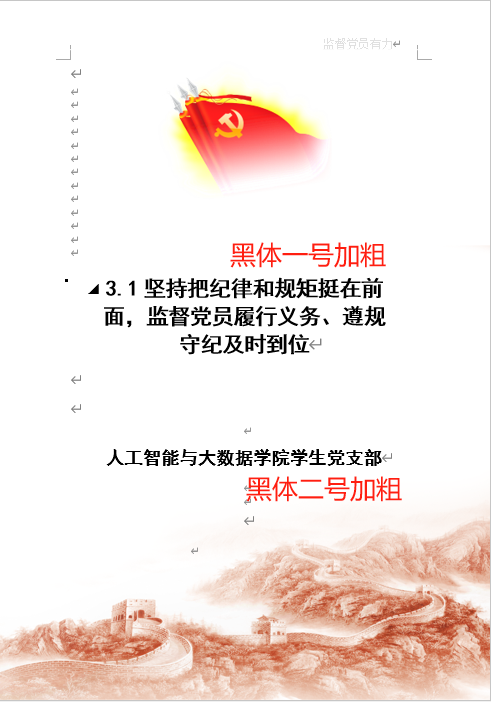 监督党员有力
黑体一号加粗
3.1坚持把纪律和规矩挺在前
面，监督党员履行义务、遵规
守纪及时到位
人工智能与大数据学院学生党支部
黑体二号加粗